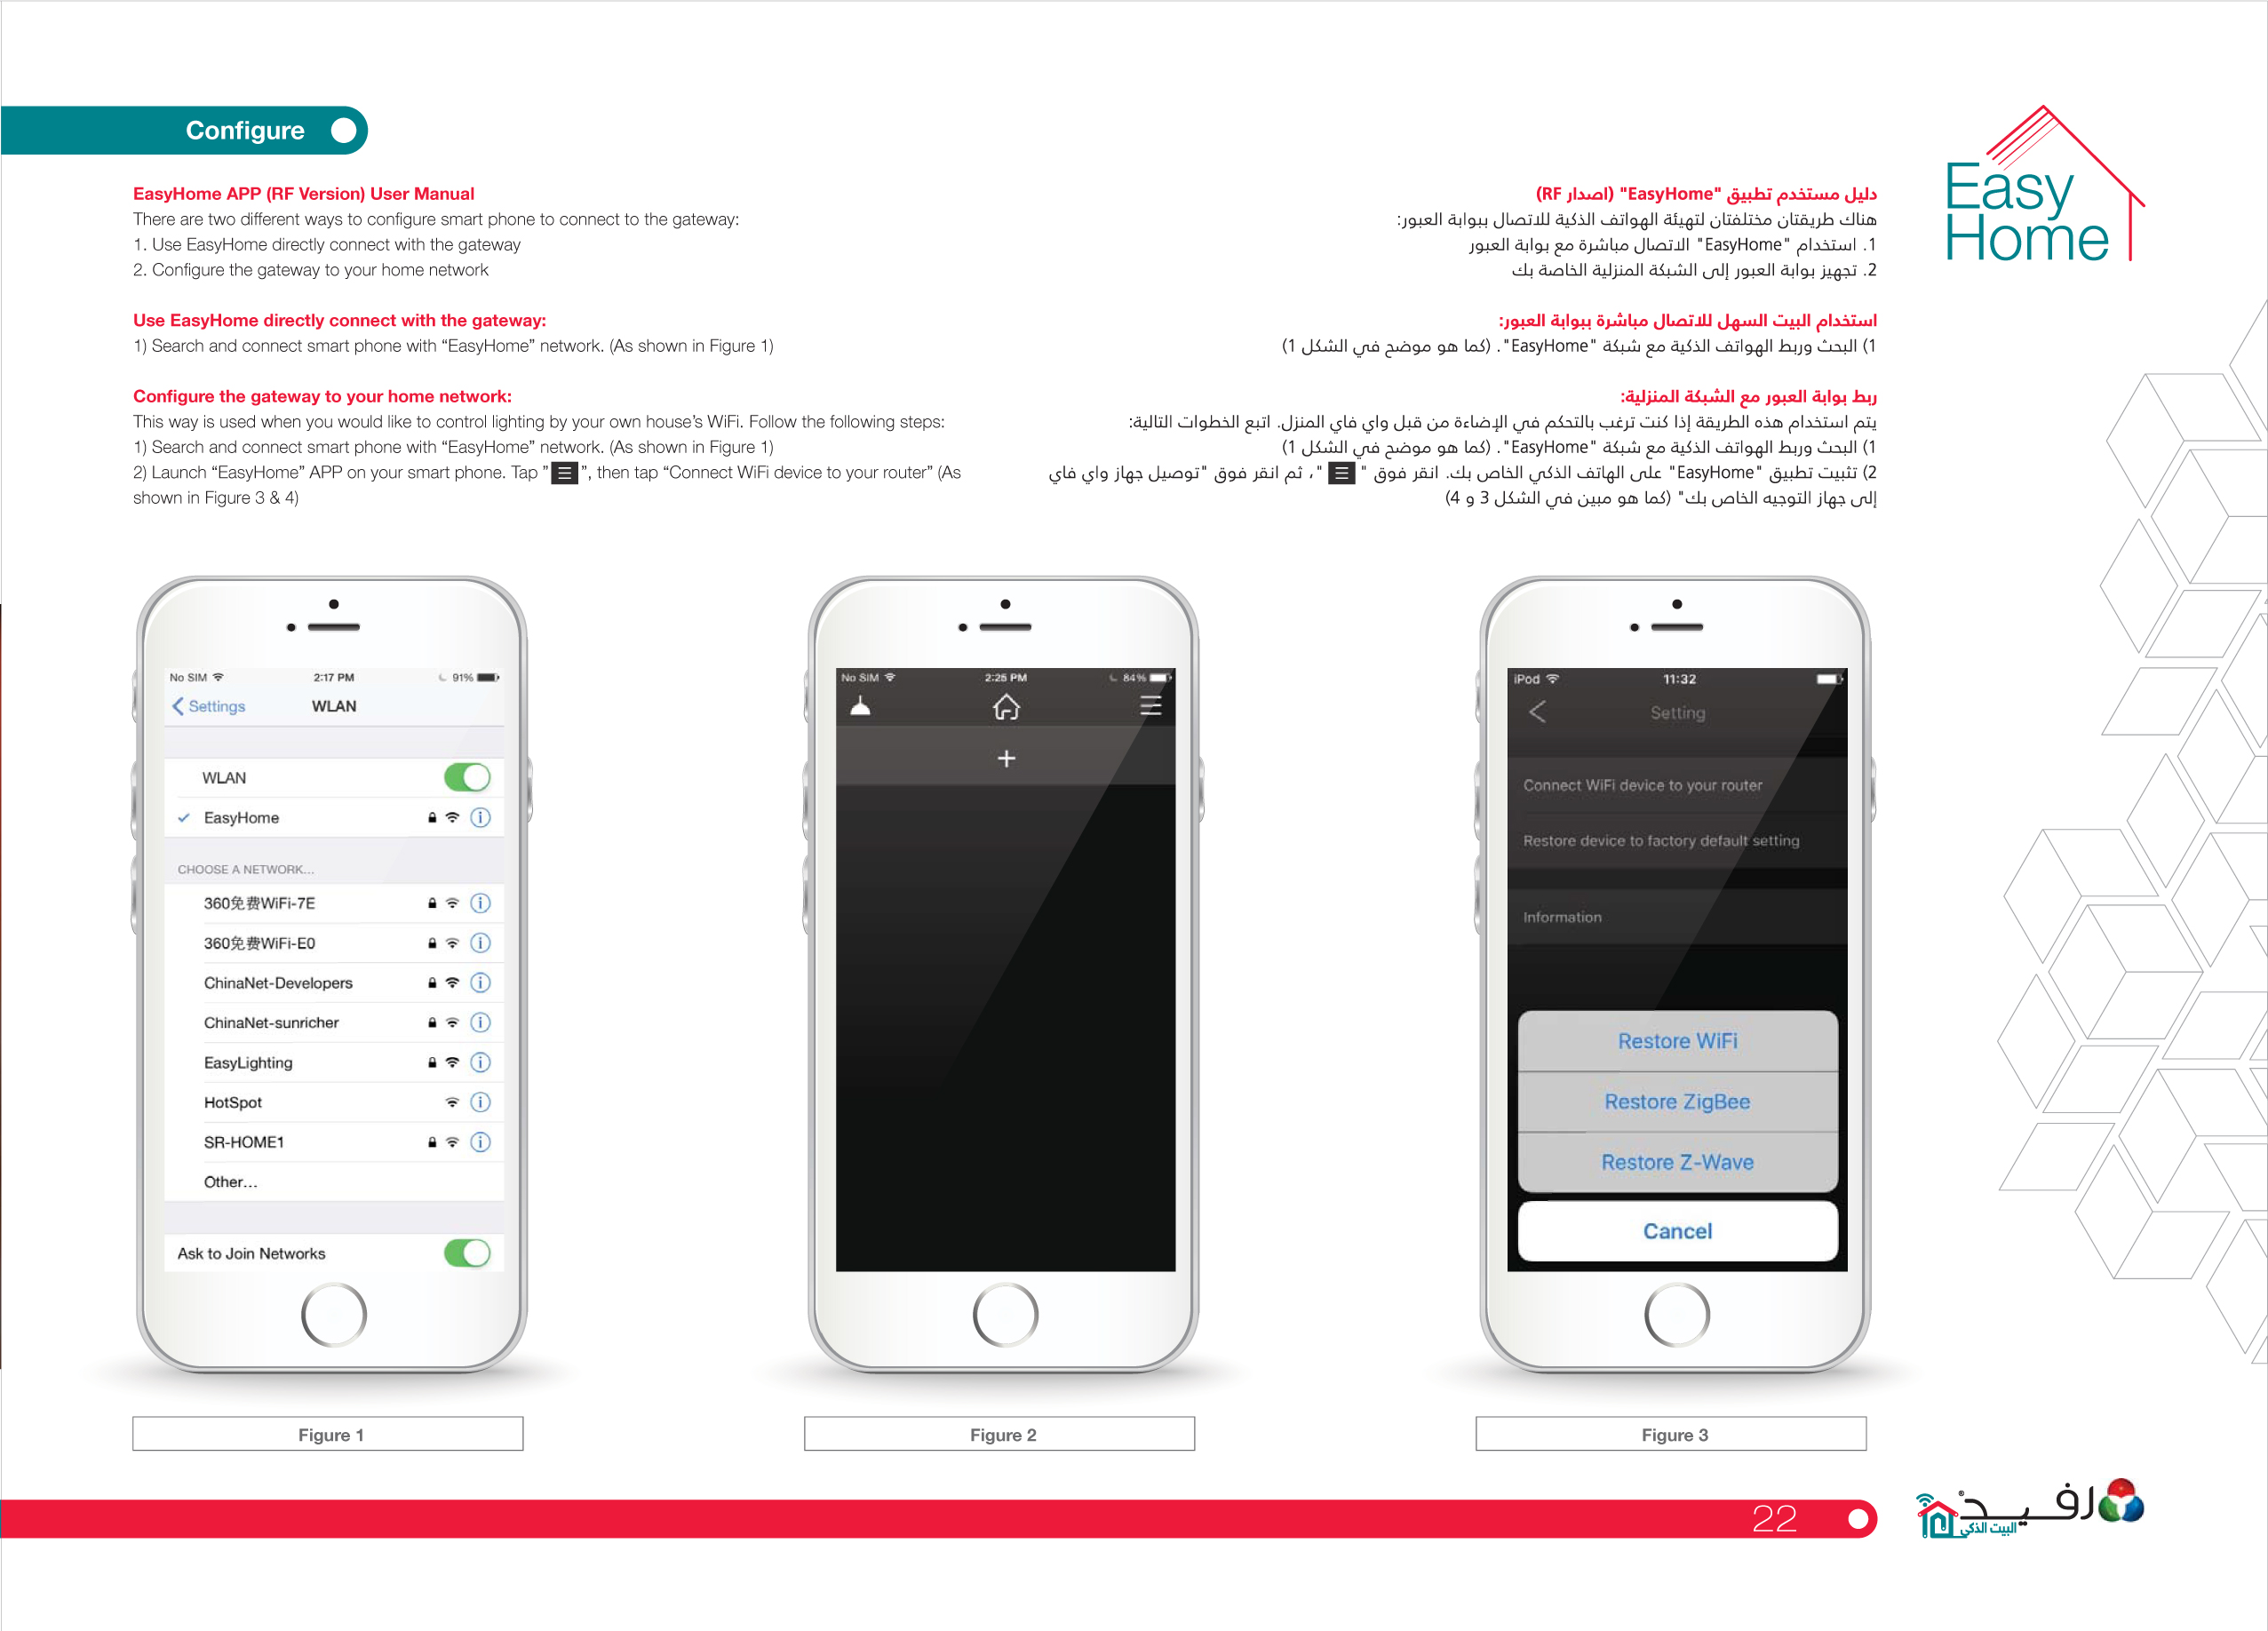 Configure
EasyHome APP (RF Version) User Manual
There are two different ways to configure smart phone to connect to the gateway:
1. Use EasyHome directly connect with the gateway
2. Configure the gateway to your home network
Use EasyHome directly connect with the gateway:
1) Search and connect smart phone with “EasyHome” network. (As shown in Figure 1)
Configure the gateway to your home network:
This way is used when you would like to control lighting by your own house’s WiFi. Follow the following steps:
1) Search and connect smart phone with “EasyHome” network. (As shown in Figure 1)
2) Launch “EasyHome” APP on your smart phone. Tap ” ☰ ”, then tap “Connect WiFi device to your router” (As
shown in Figure 3 & 4)
دليل مستخدم تطبيق "EasyHome" (اصدار RF)
هناك طريقتان مختلفتان لتهيئة الهواتف الذكية للاتصال ببوابة العبور:
1. استخدام "EasyHome" الاتصال مباشرة مع بوابة العبور
2. تجهيز بوابة العبور إلى الشبكة المنزلية الخاصة بك
استخدام البيت السهل للاتصال مباشرة ببوابة العبور:
1) البحث وربط الهواتف الذكية مع شبكة "EasyHome". (كما هو موضح في الشكل 1)
ربط بوابة العبور مع الشبكة المنزلية:
يتم استخدام هذه الطريقة إذا كنت ترغب بالتحكم في الإضاءة من قبل واي فاي المنزل. اتبع الخطوات التالية:
1) البحث وربط الهواتف الذكية مع شبكة "EasyHome". (كما هو موضح في الشكل 1)
2) تثبيت تطبيق "EasyHome" على الهاتف الذكي الخاص بك. انقر فوق " ☰ "، ثم انقر فوق "توصيل جهاز واي فاي
إلى جهاز التوجيه الخاص بك" (كما هو مبين في الشكل 3 و 4)
Easy
Home
No SIM 2:17 PM 91%
Settings WLAN
WLAN
EasyHome
CHOOSE A NETWORK...
360免费WiFi-7E
360免费WiFi-E0
ChinaNet-Developers
ChinaNet-sunricher
EasyLighting
HotSpot
SR-HOME1
Other...
Ask to Join Networks
Figure 1
No SIM 2:25 PM 84%
+
Figure 2
iPod 11:32
Setting
Connect WiFi device to your router
Restore device to factory default setting
Information
Restore WiFi
Restore ZigBee
Restore Z-Wave
Cancel
Figure 3
22
رفيد®
البيت الذكي